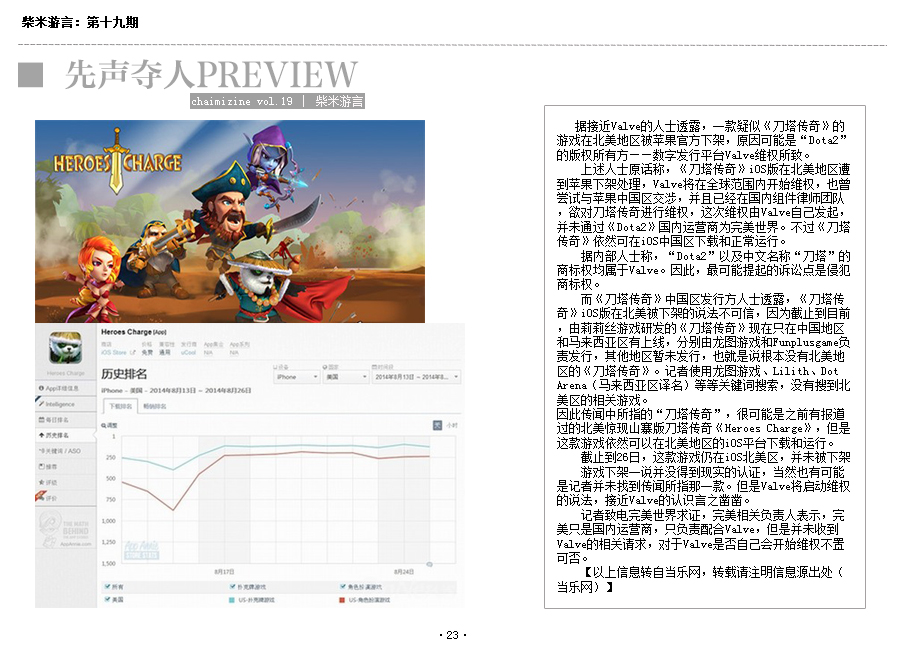 柴米游言：第十九期
先声夺人PREVIEW
chaimizine vol.19 | 柴米游言
HEROES CHARGE
Heroes Charge [App]
iOS Store
免费
通用
uCool
N/A
N/A
Heroes Charge
历史排名
iPhone
美国
2014年8月13日 ~ 2014年8...
iPhone - 美国 - 2014年8月13日 ~ 2014年8月26日
下载排名
畅销排名
App详细信息
Intelligence
每日排名
历史排名
关键词 / ASO
推荐
评级
评价
THE MATH
BEHIND
AppAnnie.com
调整
天 小时
1
250
500
750
1,000
1,250
1,500
App Annie
STORE STATS
8月17日
8月24日
所有
扑克牌游戏
角色扮演游戏
美国
US-扑克牌游戏
US-角色扮演游戏
据接近Valve的人士透露，一款疑似《刀塔传奇》的
游戏在北美地区被苹果官方下架，原因可能是“Dota2”
的版权所有方——数字发行平台Valve维权所致。
上述人士原话称，《刀塔传奇》iOS版在北美地区遭
到苹果下架处理，Valve将在全球范围内开始维权，也曾
尝试与苹果中国区交涉，并且已经在国内组件律师团队
，欲对刀塔传奇进行维权，这次维权由Valve自己发起，
并未通过《Dota2》国内运营商为完美世界。不过《刀塔
传奇》依然可在iOS中国区下载和正常运行。
据内部人士称，“Dota2”以及中文名称“刀塔”的
商标权均属于Valve。因此，最可能提起的诉讼点是侵犯
商标权。
而《刀塔传奇》中国区发行方人士透露，《刀塔传
奇》iOS版在北美被下架的说法不可信，因为截止到目前
，由莉莉丝游戏研发的《刀塔传奇》现在只在中国地区
和马来西亚区有上线，分别由龙图游戏和Funplusgame负
责发行，其他地区暂未发行，也就是说根本没有北美地
区的《刀塔传奇》。记者使用龙图游戏、Lilith、Dot
Arena（马来西亚区译名）等等关键词搜索，没有搜到北
美区的相关游戏。
因此传闻中所指的“刀塔传奇”，很可能是之前有报道
过的北美惊现山寨版刀塔传奇《Heroes Charge》，但是
这款游戏依然可以在北美地区的iOS平台下载和运行。
截止到26日，这款游戏仍在iOS北美区，并未被下架
游戏下架一说并没得到现实的认证，当然也有可能
是记者并未找到传闻所指那一款。但是Valve将启动维权
的说法，接近Valve的认识言之凿凿。
记者致电完美世界求证，完美相关负责人表示，完
美只是国内运营商，只负责配合Valve，但是并未收到
Valve的相关请求，对于Valve是否自己会开始维权不置
可否。
【以上信息转自当乐网，转载请注明信息源出处（
当乐网）】
·23·